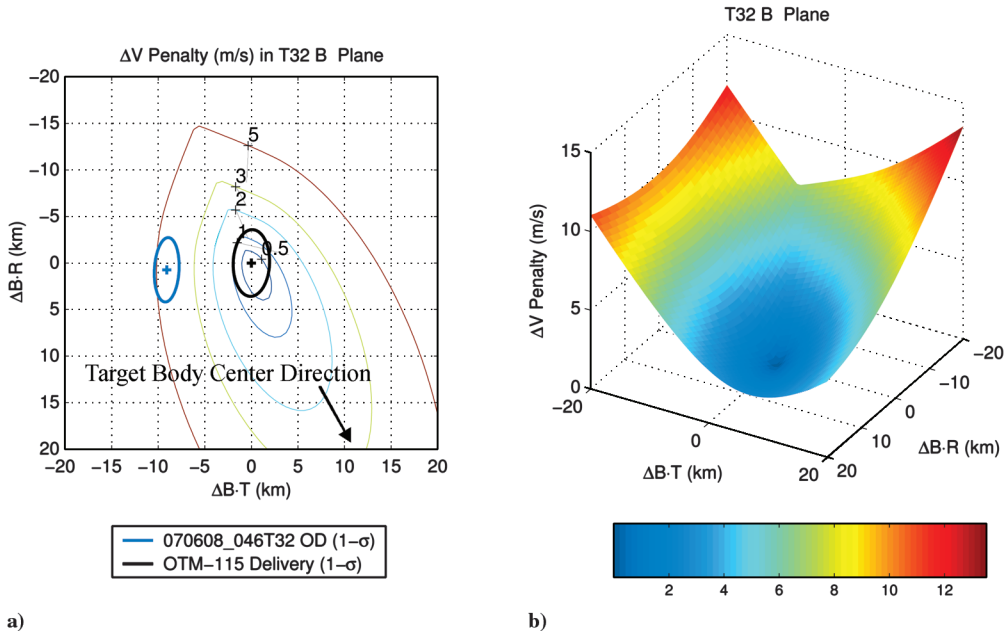 ΔV Penalty (m/s) in T32 B Plane
−20
−15
−10
−5
0
5
10
15
20
ΔB·R (km)
5
3
2
1
0.5
Target Body Center Direction
−20 −15 −10 −5 0 5 10 15 20
ΔB·T (km)
070608_046T32 OD (1−σ)
OTM−115 Delivery (1−σ)
a)
T32 B Plane
15
10
5
0
ΔV Penalty (m/s)
−20
0
20
ΔB·T (km)
−20
−10
0
10
20
ΔB·R (km)
2 4 6 8 10 12
b)